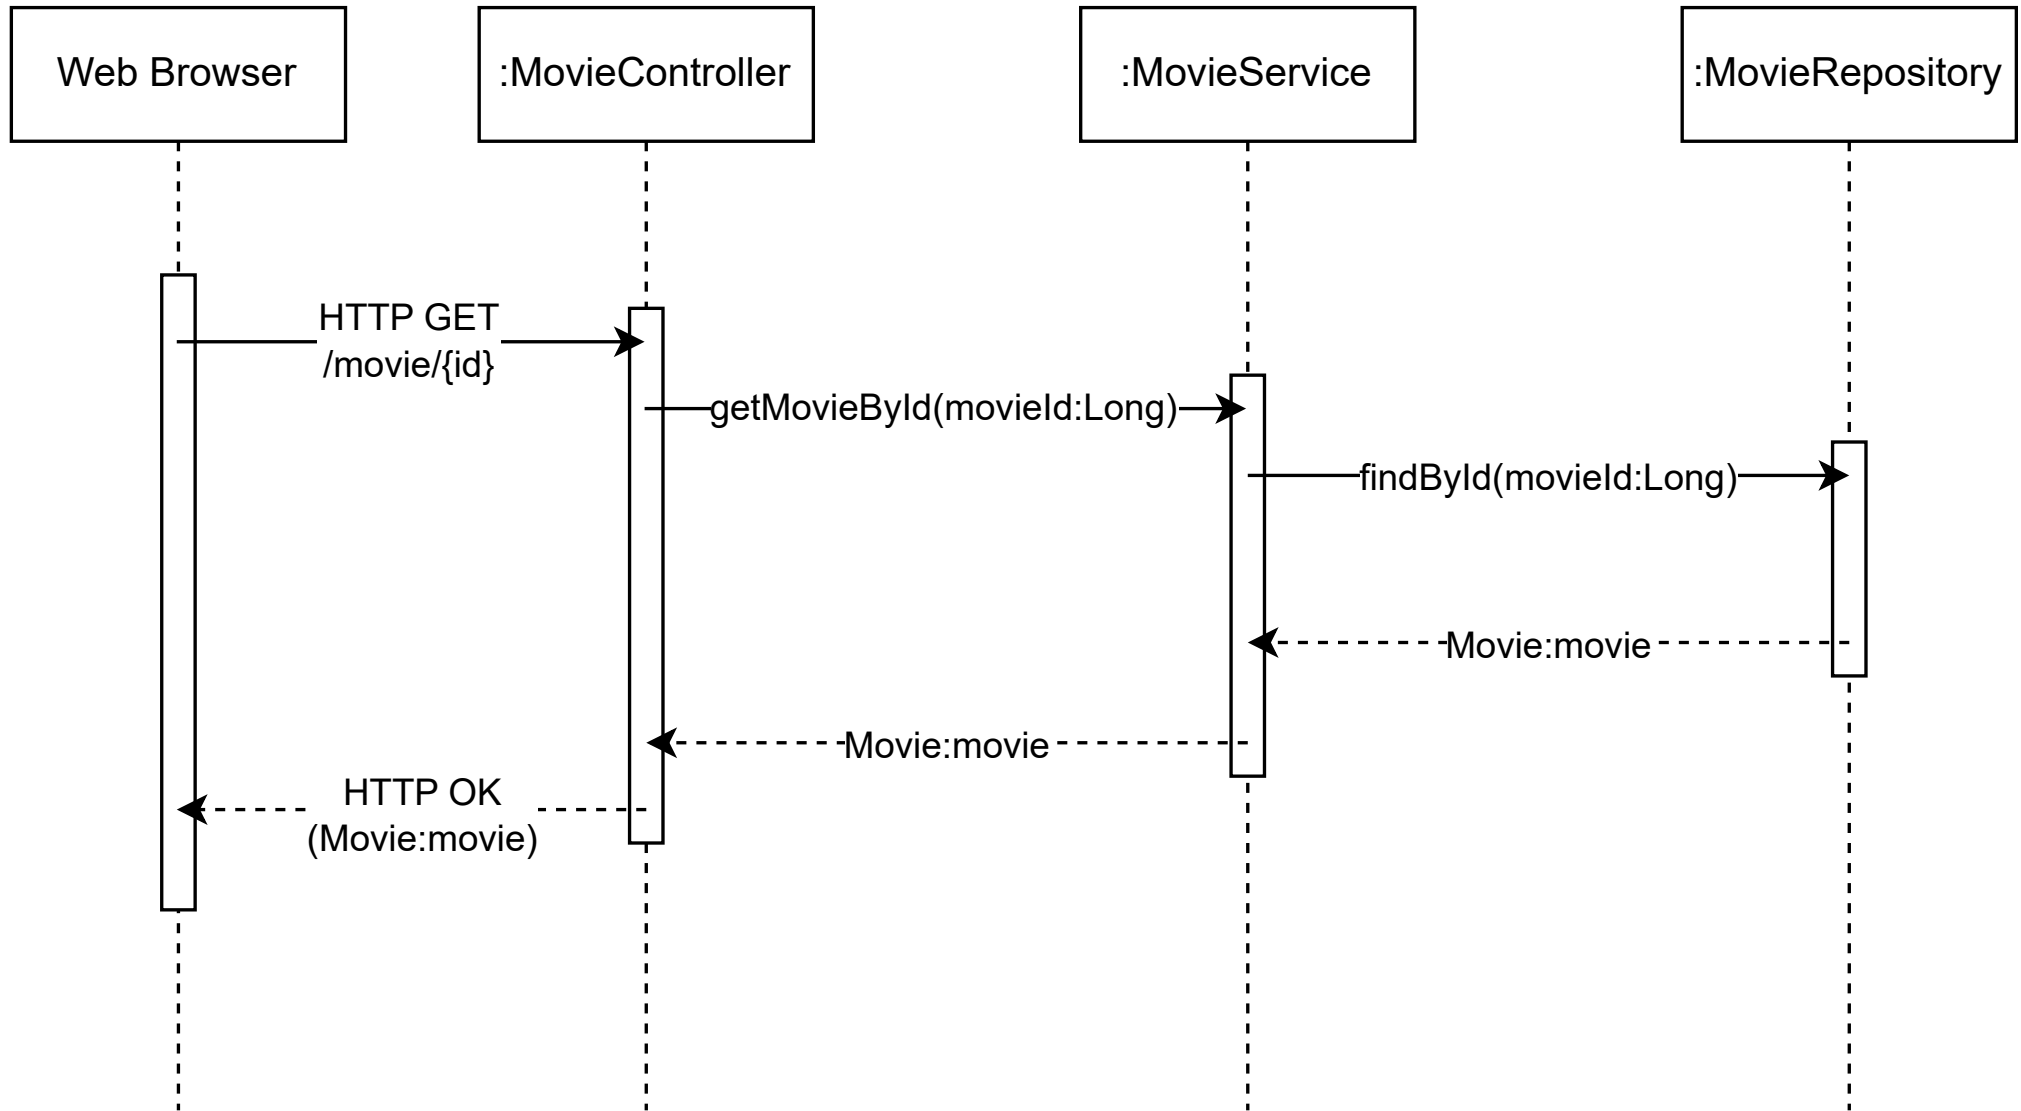 Web Browser
:MovieController
:MovieService
:MovieRepository
HTTP GET
/movie/{id}
getMovieById(movieId:Long)
findById(movieId:Long)
Movie:movie
Movie:movie
HTTP OK
(Movie:movie)